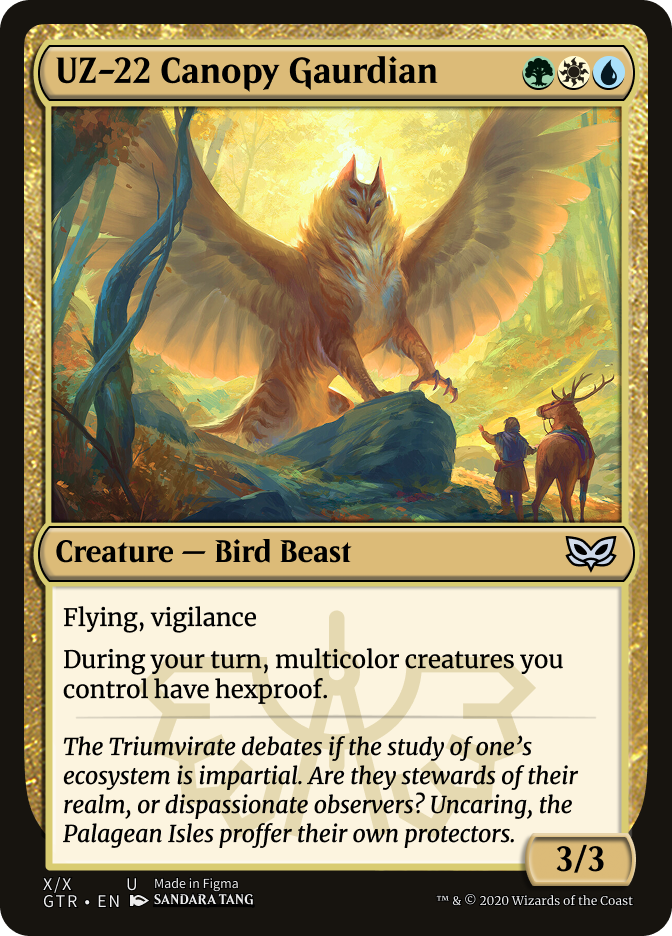 UZ-22 Canopy Gaurdian
Creature — Bird Beast
Flying, vigilance
During your turn, multicolor creatures you
control have hexproof.
The Triumvirate debates if the study of one's
ecosystem is impartial. Are they stewards of their
realm, or dispassionate observers? Uncaring, the
Palagean Isles proffer their own protectors.
3/3
X/X U Made in Figma
GTR • EN SANDARA TANG ™ & © 2020 Wizards of the Coast